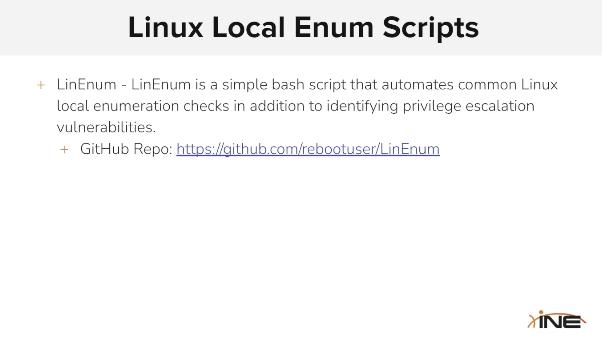 Linux Local Enum Scripts
+ LinEnum - LinEnum is a simple bash script that automates common Linux
local enumeration checks in addition to identifying privilege escalation
vulnerabilities.
+ GitHub Repo: https://github.com/rebootuser/LinEnum
INE